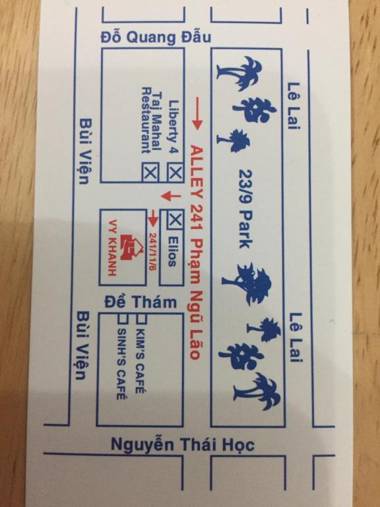 Đỗ Quang Đẩu
Lê Lai
Lê Lai
23/9 Park
ALLEY 241 Phạm Ngũ Lão
Liberty 4
Taj Mahal
Restaurant
Elios
241/11/6
VY KHANH
Bùi Viện
Bùi Viện
Đề Thám
KIM'S CAFÉ
SINH'S CAFÉ
Nguyễn Thái Học